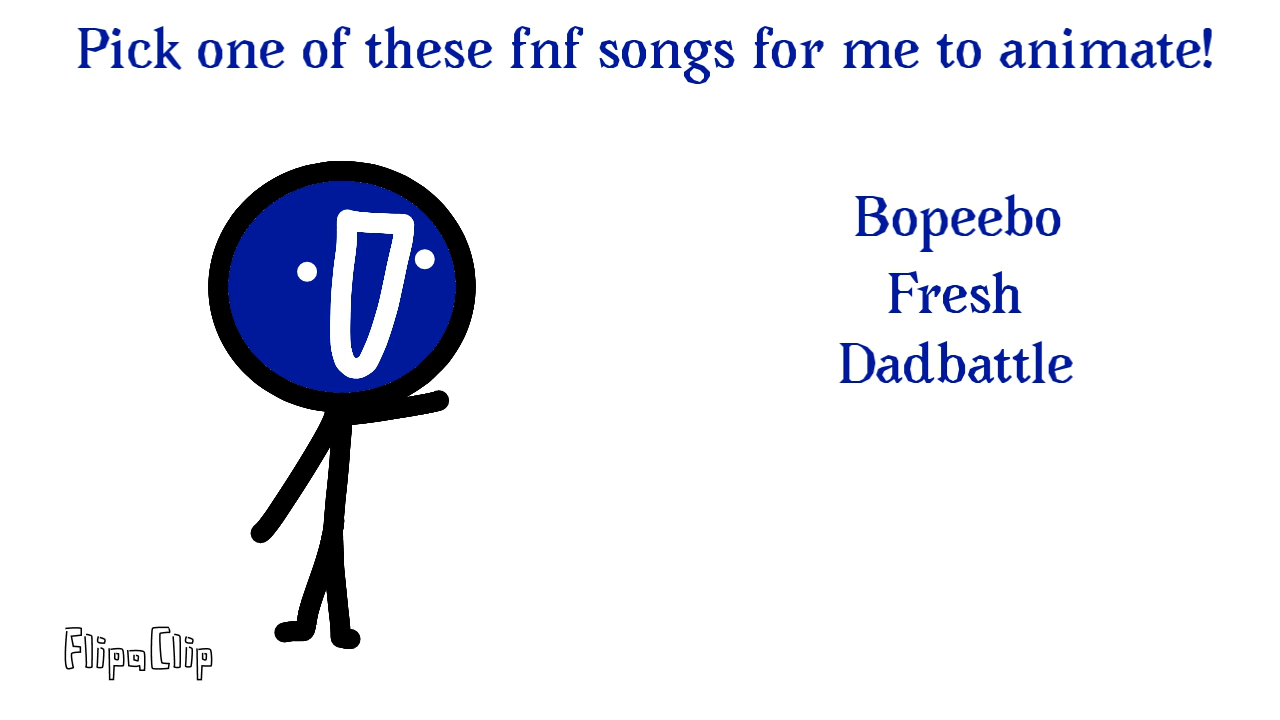 Pick one of these fnf songs for me to animate!
Bopeebo
Fresh
Dadbattle
FlipaClip